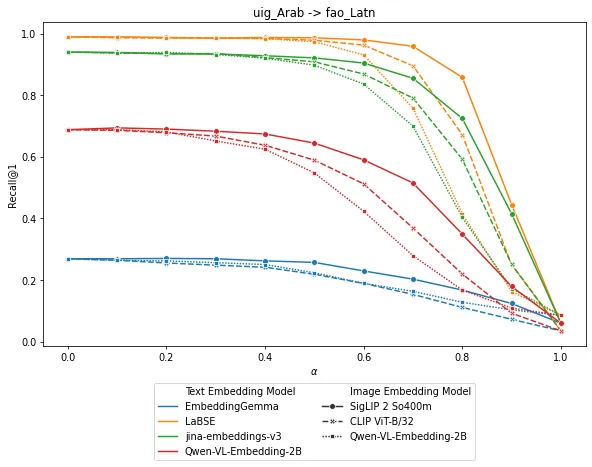 uig_Arab -> fao_Latn
Recall@1
1.0
0.8
0.6
0.4
0.2
0.0
0.0 0.2 0.4 0.6 0.8 1.0
α
Text Embedding Model
EmbeddingGemma
LaBSE
jina-embeddings-v3
Qwen-VL-Embedding-2B
Image Embedding Model
SigLIP 2 So400m
CLIP ViT-B/32
Qwen-VL-Embedding-2B